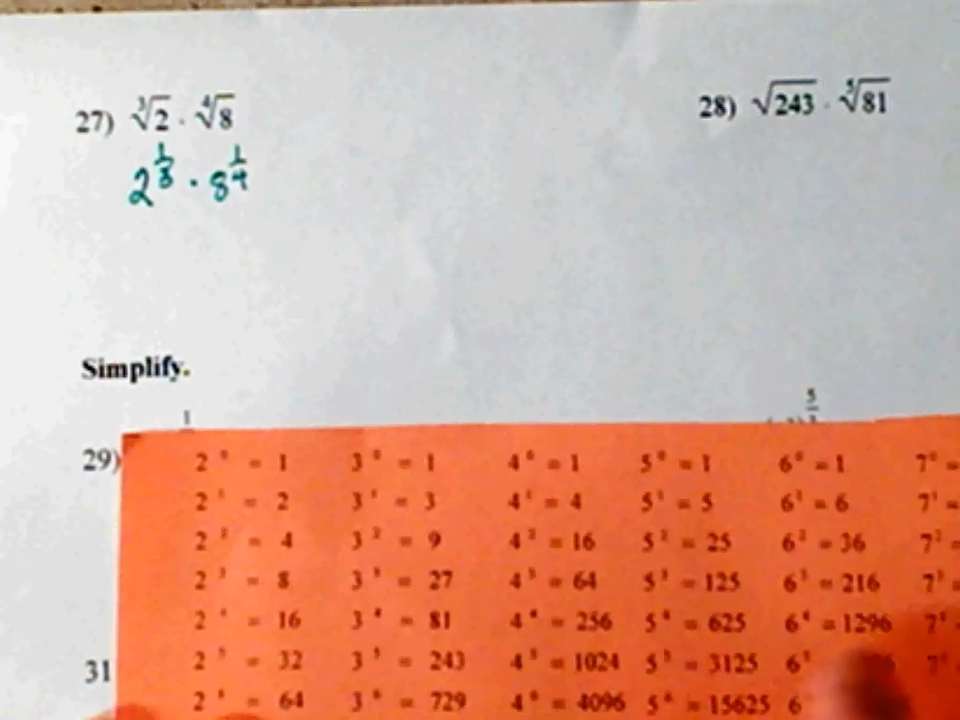 27) ∛2 · ∜8 28) √243 · ⁵√81
2^(1/3) · 8^(1/4)
Simplify.
29)
2⁰ = 1 3⁰ = 1 4⁰ = 1 5⁰ = 1 6⁰ = 1 7⁰ =
2¹ = 2 3¹ = 3 4¹ = 4 5¹ = 5 6¹ = 6 7¹ =
2² = 4 3² = 9 4² = 16 5² = 25 6² = 36 7² =
2³ = 8 3³ = 27 4³ = 64 5³ = 125 6³ = 216 7³ =
2⁴ = 16 3⁴ = 81 4⁴ = 256 5⁴ = 625 6⁴ = 1296 7⁴ =
31 2⁵ = 32 3⁵ = 243 4⁵ = 1024 5⁵ = 3125 6⁵
2⁶ = 64 3⁶ = 729 4⁶ = 4096 5⁶ = 15625 6